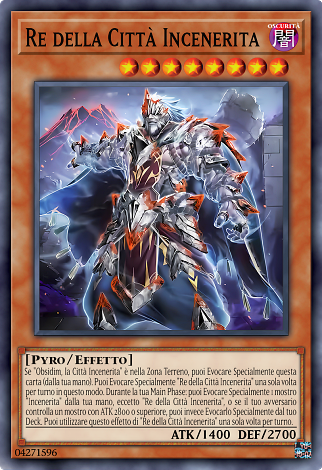 Re della Città Incenerita
OSCURITÀ
闇
[Pyro/Effetto]
Se "Obsidim, la Città Incenerita" è nella Zona Terreno, puoi Evocare Specialmente questa
carta (dalla tua mano). Puoi Evocare Specialmente "Re della Città Incenerita" una sola volta
per turno in questo modo. Durante la tua Main Phase: puoi Evocare Specialmente 1 mostro
"Incenerita" dalla tua mano, eccetto "Re della Città Incenerita", o se il tuo avversario
controlla un mostro con ATK 2800 o superiore, puoi invece Evocarlo Specialmente dal tuo
Deck. Puoi utilizzare questo effetto di "Re della Città Incenerita" una sola volta per turno.
ATK/1400 DEF/2700
04271596